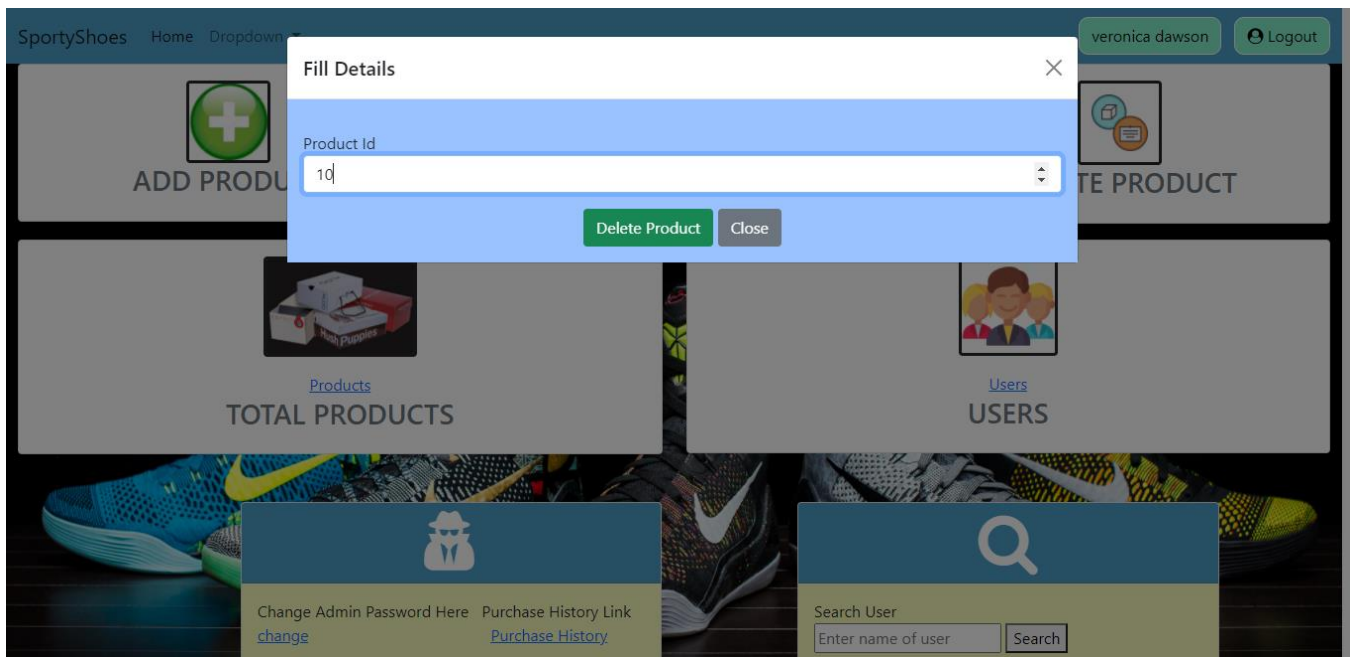 SportyShoes Home Dropdown
veronica dawson Logout
Fill Details
Product Id
10
Delete Product Close
ADD PRODU
TE PRODUCT
Hush Puppies
Products
TOTAL PRODUCTS
Users
USERS
Change Admin Password Here Purchase History Link
change Purchase History
Search User
Enter name of user Search